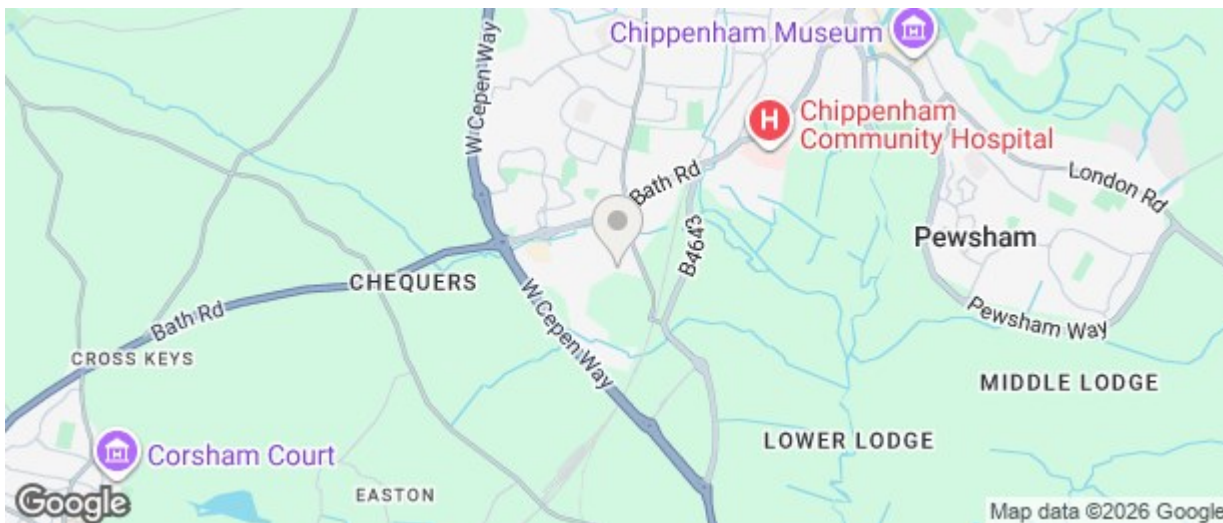 W Cepen Way
Chippenham Museum
H
Chippenham
Community Hospital
London Rd
Bath Rd
B4643
Pewsham
W Cepen Way
CHEQUERS
Bath Rd
Pewsham Way
CROSS KEYS
MIDDLE LODGE
LOWER LODGE
Corsham Court
EASTON
Google
Map data ©2026 Google